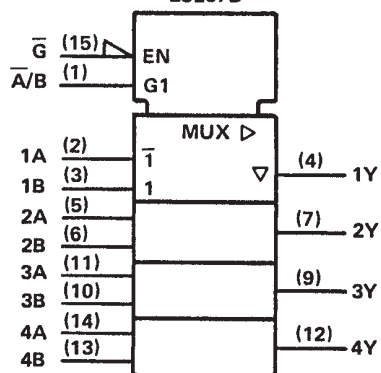 G̅ (15) EN
A̅/B (1) G1
MUX ▷
1A (2) 1̅ (4) 1Y
1B (3) 1 ▽
2A (5) (7) 2Y
2B (6)
3A (11) (9) 3Y
3B (10)
4A (14) (12) 4Y
4B (13)